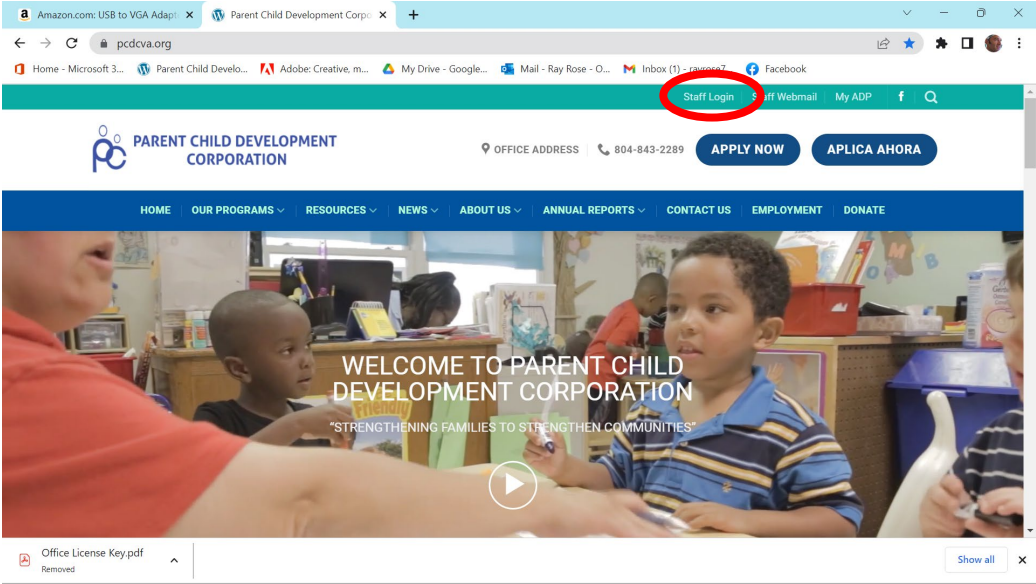 Amazon.com: USB to VGA Adapt
Parent Child Development Corpo
pcdcva.org
Home - Microsoft 3...
Parent Child Develo...
Adobe: Creative, m...
My Drive - Google...
Mail - Ray Rose - O...
Inbox (1) - rayrose7...
Facebook
Staff Login
Staff Webmail
My ADP
PC
PARENT CHILD DEVELOPMENT
CORPORATION
OFFICE ADDRESS
804-843-2289
APPLY NOW
APLICA AHORA
HOME
OUR PROGRAMS
RESOURCES
NEWS
ABOUT US
ANNUAL REPORTS
CONTACT US
EMPLOYMENT
DONATE
WELCOME TO PARENT CHILD
DEVELOPMENT CORPORATION
"STRENGTHENING FAMILIES TO STRENGTHEN COMMUNITIES"
Friendly
Office License Key.pdf
Removed
Show all